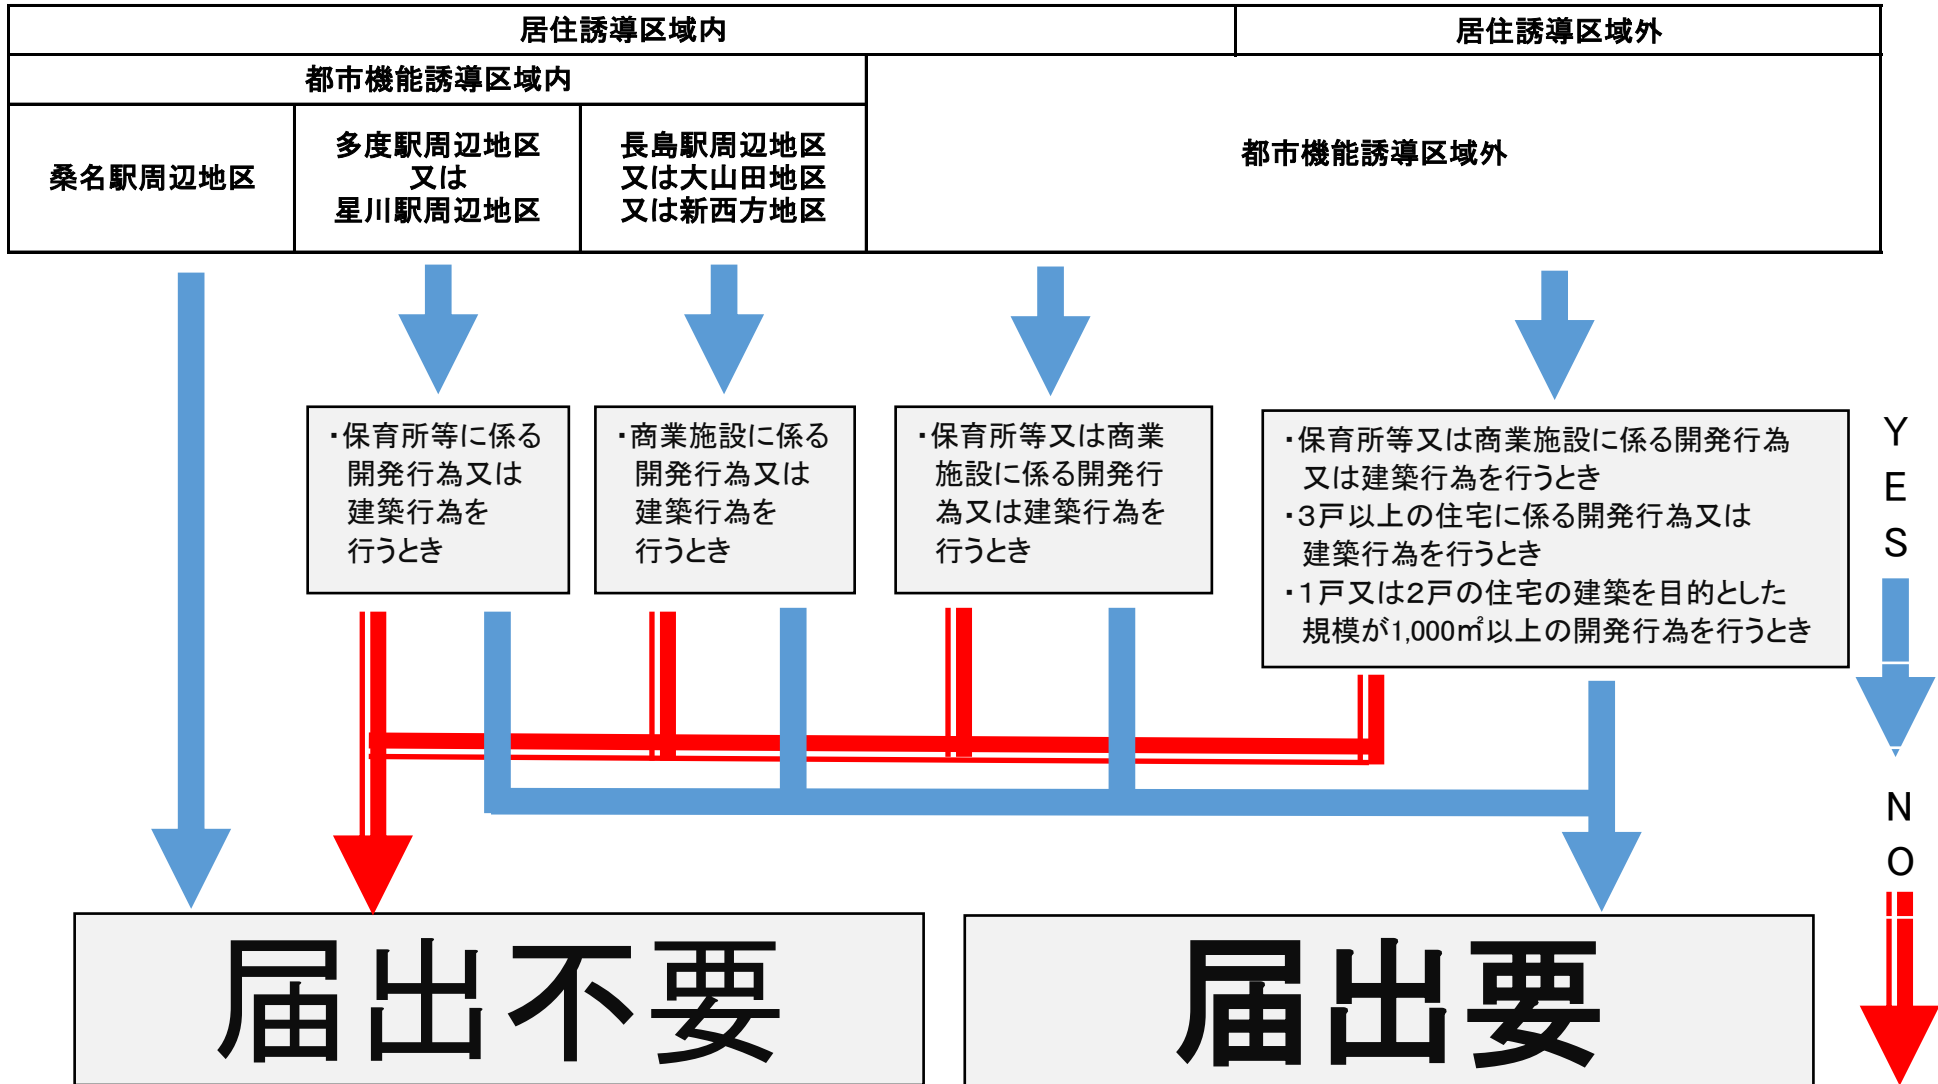 居住誘導区域内
居住誘導区域外
都市機能誘導区域内
桑名駅周辺地区
多度駅周辺地区
又は
星川駅周辺地区
長島駅周辺地区
又は大山田地区
又は新西方地区
都市機能誘導区域外
・保育所等に係る
開発行為又は
建築行為を
行うとき
・商業施設に係る
開発行為又は
建築行為を
行うとき
・保育所等又は商業
施設に係る開発行
為又は建築行為を
行うとき
・保育所等又は商業施設に係る開発行為
又は建築行為を行うとき
・3戸以上の住宅に係る開発行為又は
建築行為を行うとき
・1戸又は2戸の住宅の建築を目的とした
規模が1,000㎡以上の開発行為を行うとき
YES
NO
届出不要
届出要